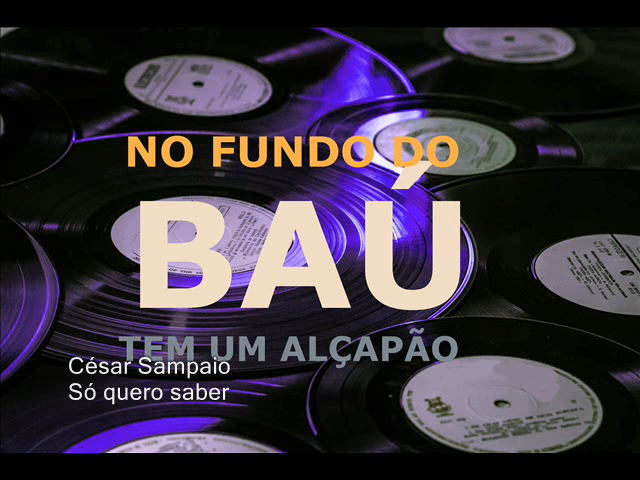 NO FUNDO DO
BAÚ
TEM UM ALÇAPÃO
César Sampaio
Só quero saber